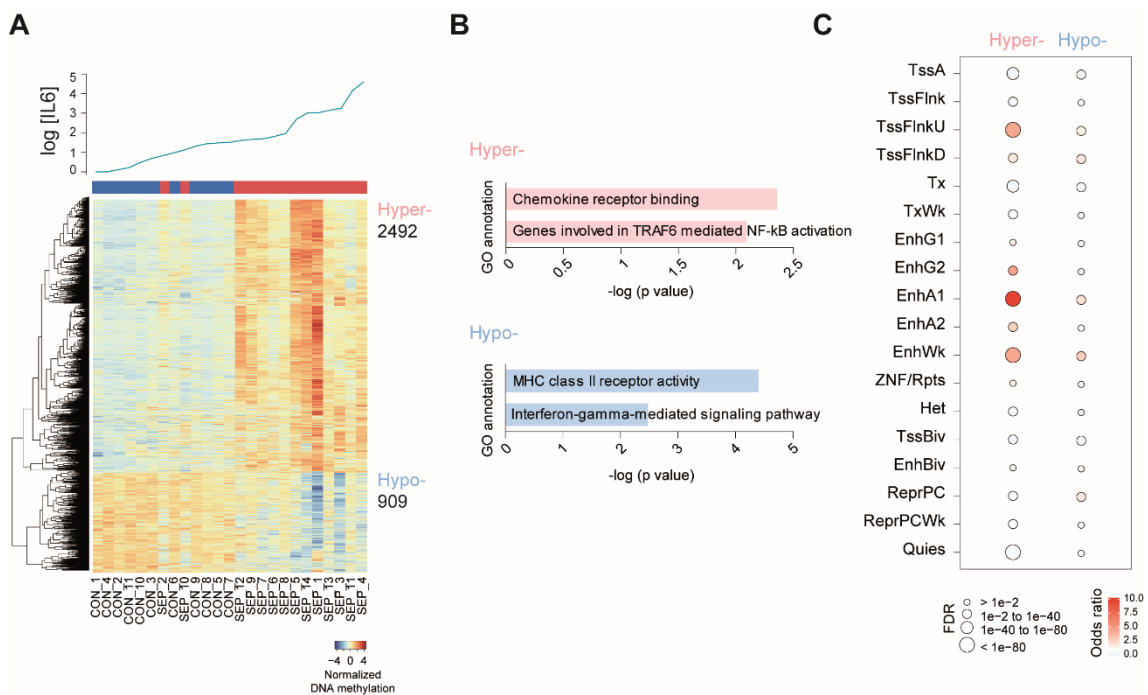 A
log [IL6]
5
4
3
2
1
0
Hyper-
2492
Hypo-
909
CON_1
CON_4
CON_2
CON_11
CON_10
CON_3
SEP_2
CON_6
SEP_10
CON_9
CON_8
CON_5
CON_7
SEP_12
SEP_9
SEP_7
SEP_6
SEP_8
SEP_5
SEP_14
SEP_1
SEP_13
SEP_3
SEP_11
SEP_4
−4 0 4
Normalized
DNA methylation
B
Hyper-
GO annotation
Chemokine receptor binding
Genes involved in TRAF6 mediated NF-kB activation
0 0.5 1 1.5 2 2.5
-log (p value)
Hypo-
GO annotation
MHC class II receptor activity
Interferon-gamma-mediated signaling pathway
0 1 2 3 4 5
-log (p value)
C
Hyper- Hypo-
TssA
TssFlnk
TssFlnkU
TssFlnkD
Tx
TxWk
EnhG1
EnhG2
EnhA1
EnhA2
EnhWk
ZNF/Rpts
Het
TssBiv
EnhBiv
ReprPC
ReprPCWk
Quies
FDR
> 1e-2
1e-2 to 1e-40
1e-40 to 1e-80
< 1e-80
Odds ratio
10.0
7.5
5.0
2.5
0.0